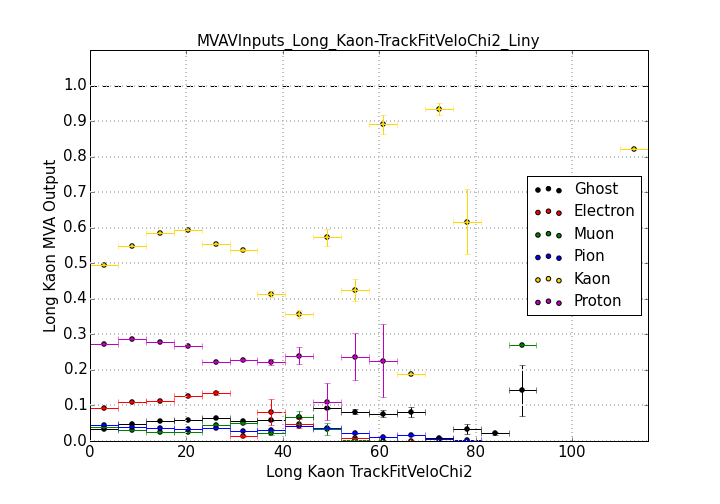 MVAVInputs_Long_Kaon-TrackFitVeloChi2_Liny
Long Kaon MVA Output
1.0
0.9
0.8
0.7
0.6
0.5
0.4
0.3
0.2
0.1
0.0
Ghost
Electron
Muon
Pion
Kaon
Proton
0 20 40 60 80 100
Long Kaon TrackFitVeloChi2